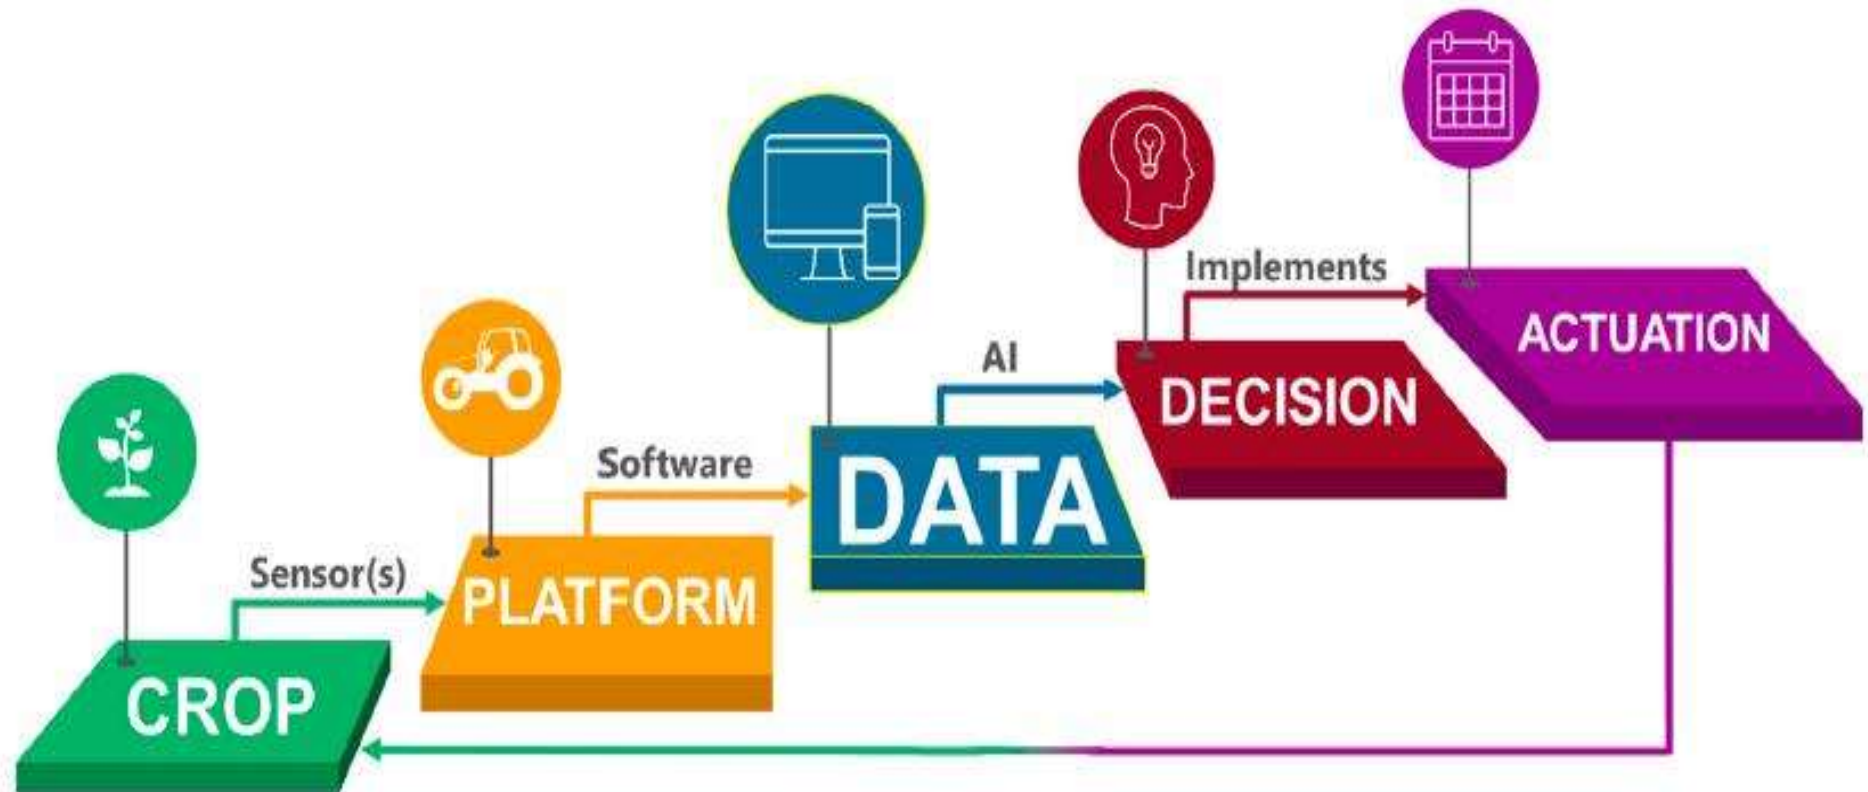 CROP
Sensor(s)
PLATFORM
Software
DATA
AI
DECISION
Implements
ACTUATION